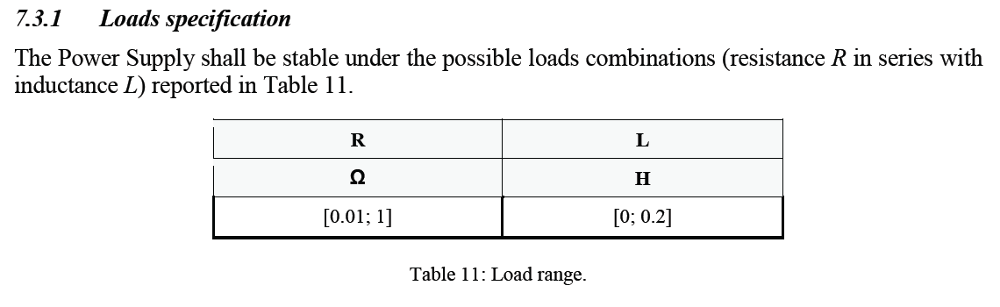 7.3.1 Loads specification
The Power Supply shall be stable under the possible loads combinations (resistance R in series with
inductance L) reported in Table 11.
R L
Ω H
[0.01; 1] [0; 0.2]
Table 11: Load range.